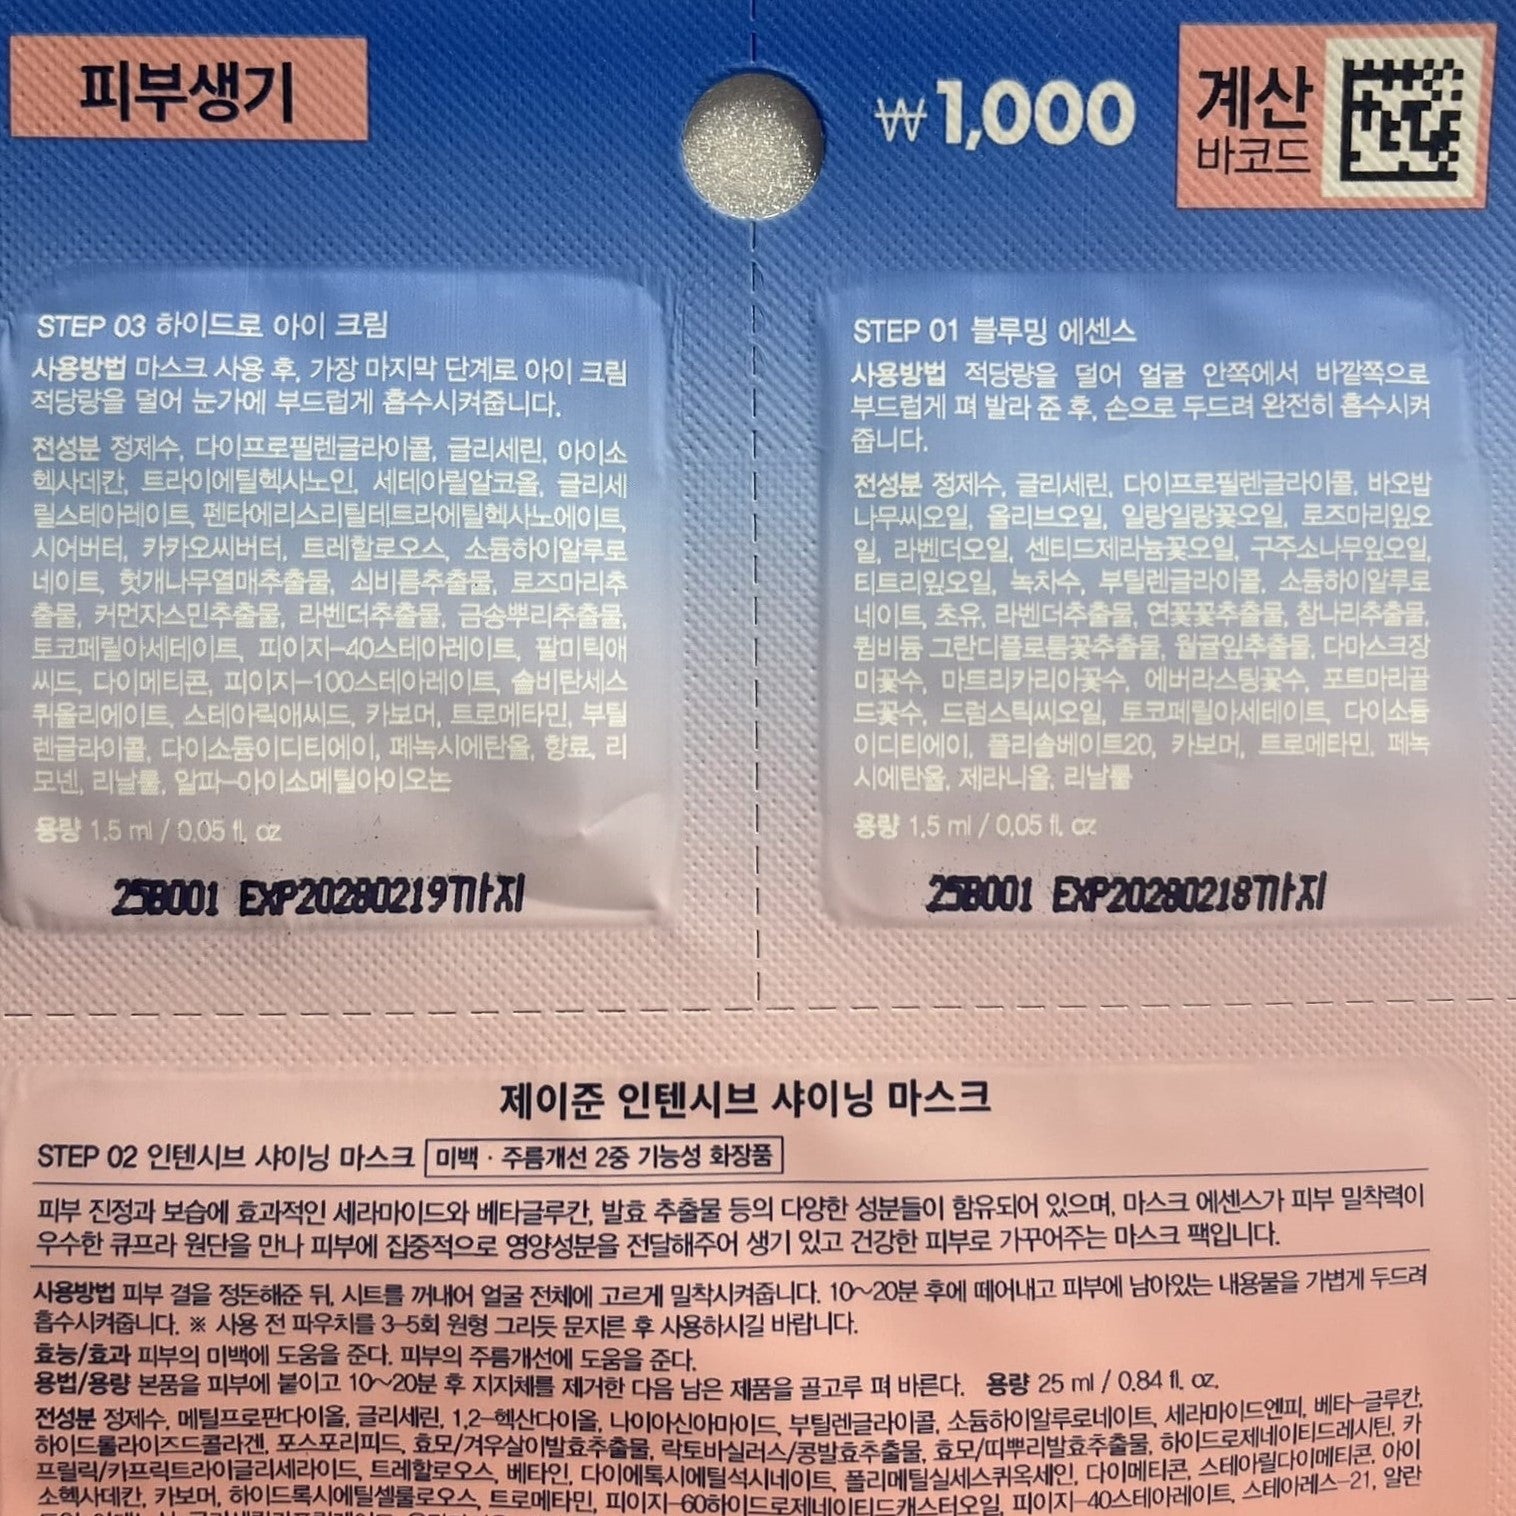 피부생기
₩1,000
계산
바코드
STEP 03 하이드로 아이 크림
사용방법 마스크 사용 후, 가장 마지막 단계로 아이 크림
적당량을 덜어 눈가에 부드럽게 흡수시켜줍니다.
전성분 정제수, 다이프로필렌글라이콜, 글리세린, 아이소
헥사데칸, 트라이에틸헥사노인, 세테아릴알코올, 글리세
릴스테아레이트, 펜타에리스리틸테트라에틸헥사노에이트,
시어버터, 카카오씨버터, 트레할로오스, 소듐하이알루로
네이트, 헛개나무열매추출물, 쇠비름추출물, 로즈마리추
출물, 커먼자스민추출물, 라벤더추출물, 금송뿌리추출물,
토코페릴아세테이트, 피이지-40스테아레이트, 팔미틱애
씨드, 다이메티콘, 피이지-100스테아레이트, 솔비탄세스
퀴올리에이트, 스테아릭애씨드, 카보머, 트로메타민, 부틸
렌글라이콜, 다이소듐이디티에이, 페녹시에탄올, 향료, 리
모넨, 리날룰, 알파-아이소메틸아이오논
용량 1.5 ml / 0.05 fl. oz
25B001 EXP20280219까지
STEP 01 블루밍 에센스
사용방법 적당량을 덜어 얼굴 안쪽에서 바깥쪽으로
부드럽게 펴 발라 준 후, 손으로 두드려 완전히 흡수시켜
줍니다.
전성분 정제수, 글리세린, 다이프로필렌글라이콜, 바오밥
나무씨오일, 올리브오일, 일랑일랑꽃오일, 로즈마리잎오
일, 라벤더오일, 센티드제라늄꽃오일, 구주소나무잎오일,
티트리잎오일, 녹차수, 부틸렌글라이콜, 소듐하이알루로
네이트, 초유, 라벤더추출물, 연꽃꽃추출물, 참나리추출물,
큄비듐 그란디플로룸꽃추출물, 월귤잎추출물, 다마스크장
미꽃수, 마트리카리아꽃수, 에버라스팅꽃수, 포트마리골
드꽃수, 드럼스틱씨오일, 토코페릴아세테이트, 다이소듐
이디티에이, 폴리솔베이트20, 카보머, 트로메타민, 페녹
시에탄올, 제라니올, 리날룰
용량 1.5 ml / 0.05 fl. oz
25B001 EXP20280218까지
제이준 인텐시브 샤이닝 마스크
STEP 02 인텐시브 샤이닝 마스크 미백 · 주름개선 2중 기능성 화장품
피부 진정과 보습에 효과적인 세라마이드와 베타글루칸, 발효 추출물 등의 다양한 성분들이 함유되어 있으며, 마스크 에센스가 피부 밀착력이
우수한 큐프라 원단을 만나 피부에 집중적으로 영양성분을 전달해주어 생기 있고 건강한 피부로 가꾸어주는 마스크 팩입니다.
사용방법 피부 결을 정돈해준 뒤, 시트를 꺼내어 얼굴 전체에 고르게 밀착시켜줍니다. 10~20분 후에 떼어내고 피부에 남아있는 내용물을 가볍게 두드려
흡수시켜줍니다. ※ 사용 전 파우치를 3-5회 원형 그리듯 문지른 후 사용하시길 바랍니다.
효능/효과 피부의 미백에 도움을 준다. 피부의 주름개선에 도움을 준다.
용법/용량 본품을 피부에 붙이고 10~20분 후 지지체를 제거한 다음 남은 제품을 골고루 펴 바른다. 용량 25 ml / 0.84 fl. oz.
전성분 정제수, 메틸프로판다이올, 글리세린, 1,2-헥산다이올, 나이아신아마이드, 부틸렌글라이콜, 소듐하이알루로네이트, 세라마이드엔피, 베타-글루칸,
하이드롤라이즈드콜라겐, 포스포리피드, 효모/겨우살이발효추출물, 락토바실러스/콩발효추출물, 효모/띠뿌리발효추출물, 하이드로제네이티드레시틴, 카
프릴릭/카프릭트라이글리세라이드, 트레할로오스, 베타인, 다이에톡시에틸석시네이트, 폴리메틸실세스퀴옥세인, 다이메티콘, 스테아릴다이메티콘, 아이
소헥사데칸, 카보머, 하이드록시에틸셀룰로오스, 트로메타민, 피이지-60하이드로제네이티드캐스터오일, 피이지-40스테아레이트, 스테아레스-21, 알란